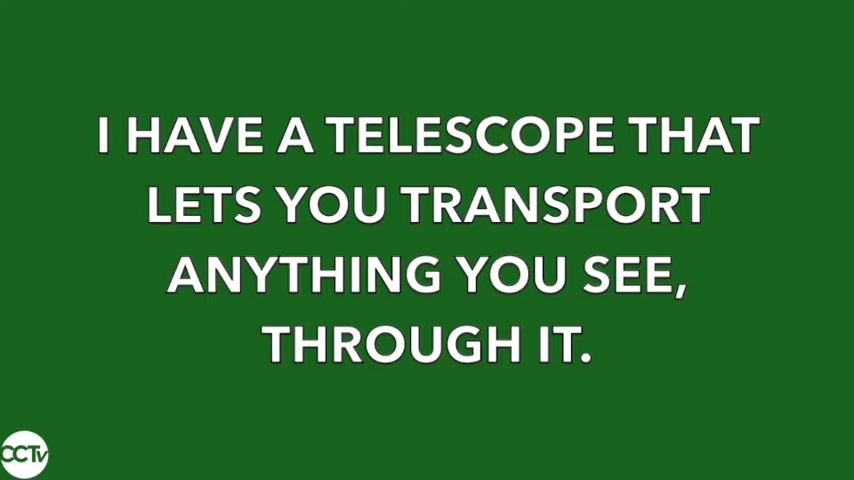 I HAVE A TELESCOPE THAT
LETS YOU TRANSPORT
ANYTHING YOU SEE,
THROUGH IT.
CCTv